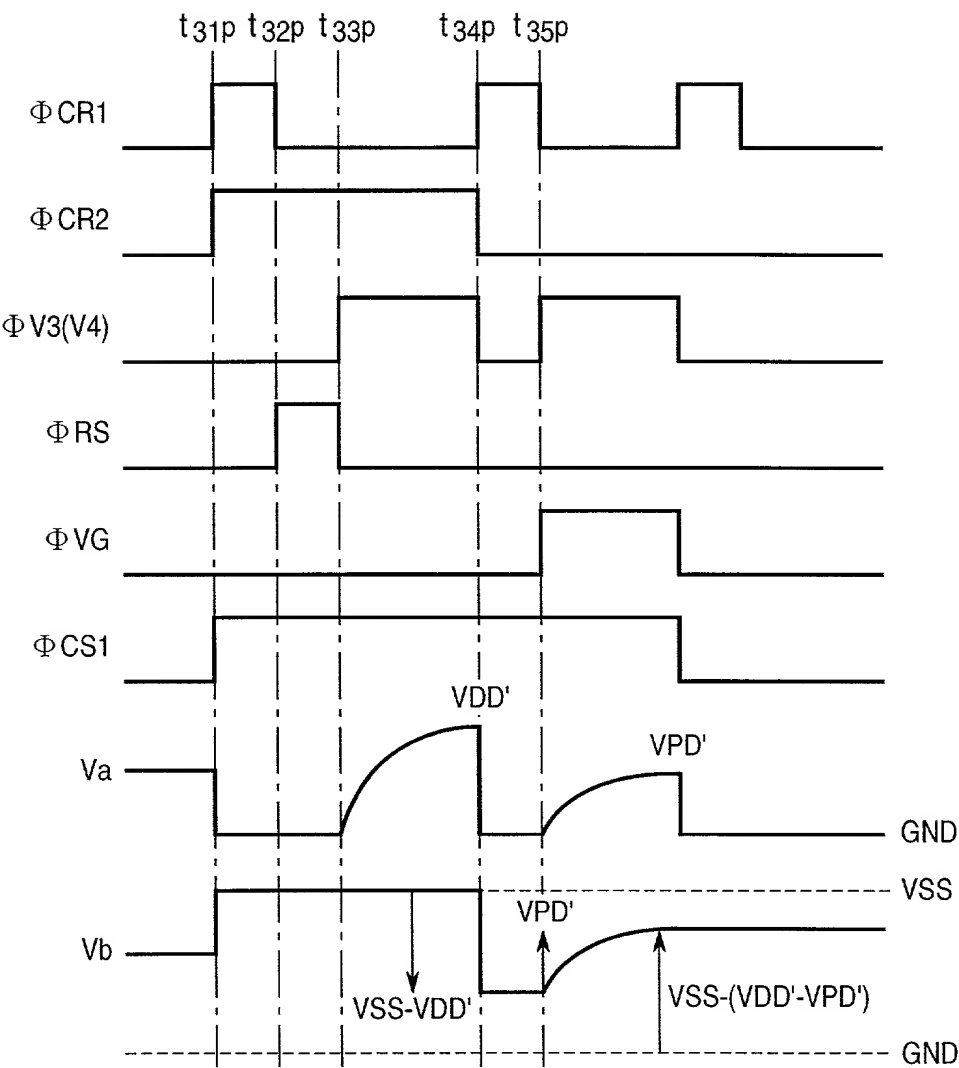 t31p t32p t33p t34p t35p
ΦCR1
ΦCR2
ΦV3(V4)
ΦRS
ΦVG
ΦCS1
VDD'
Va
VPD'
GND
VSS
VPD'
Vb
VSS-VDD'
VSS-(VDD'-VPD')
GND